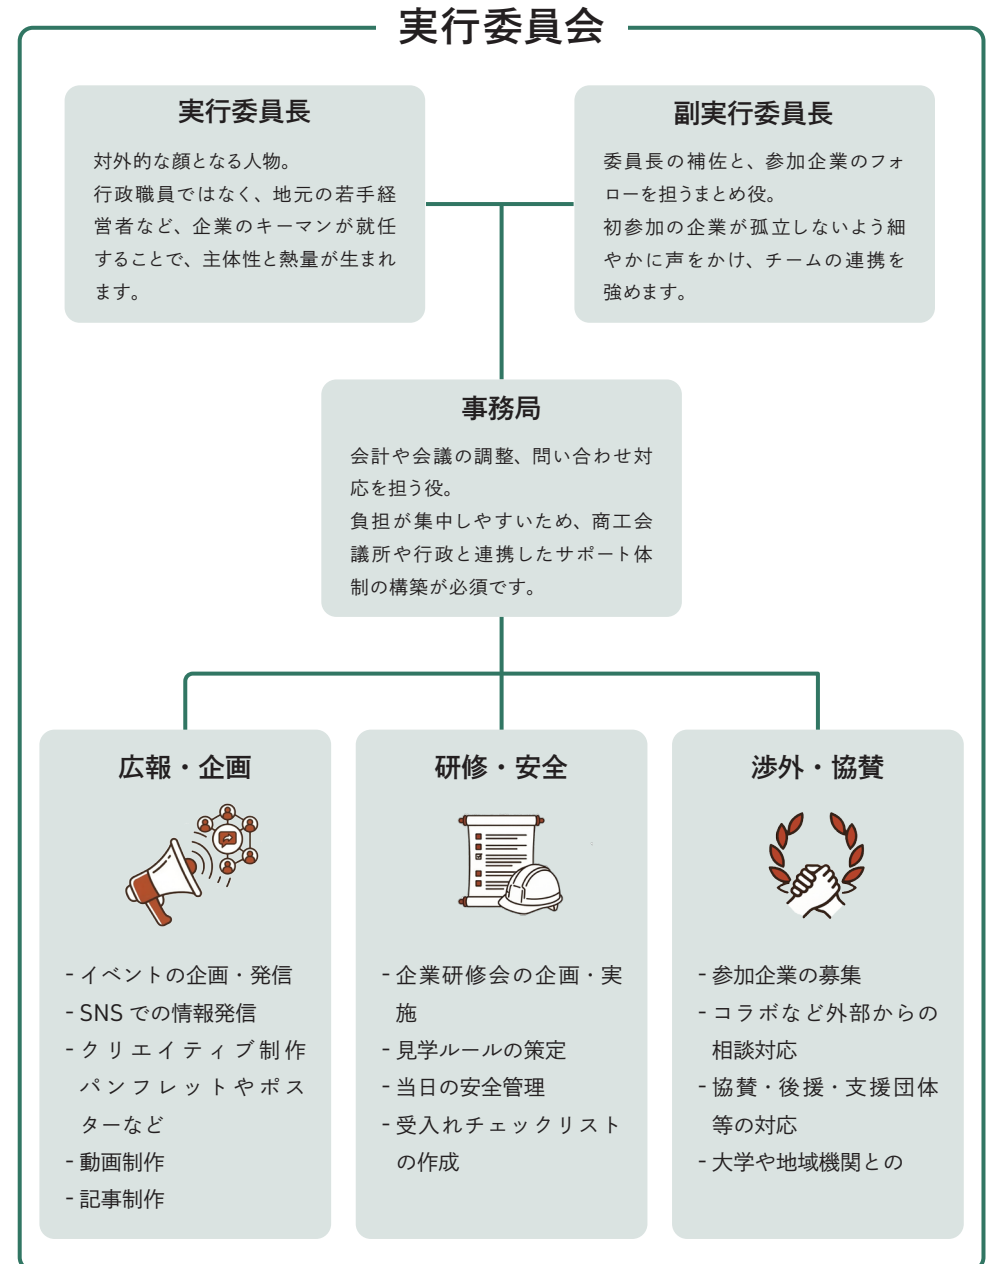 実行委員会
実行委員長
対外的な顔となる人物。
行政職員ではなく、地元の若手経
営者など、企業のキーマンが就任
することで、主体性と熱量が生まれ
ます。
副実行委員長
委員長の補佐と、参加企業のフォ
ローを担うまとめ役。
初参加の企業が孤立しないよう細
やかに声をかけ、チームの連携を
強めます。
事務局
会計や会議の調整、問い合わせ対
応を担う役。
負担が集中しやすいため、商工会
議所や行政と連携したサポート体
制の構築が必須です。
広報・企画
- イベントの企画・発信
- SNS での情報発信
- クリエイティブ制作
パンフレットやポス
ターなど
- 動画制作
- 記事制作
研修・安全
- 企業研修会の企画・実
施
- 見学ルールの策定
- 当日の安全管理
- 受入れチェックリスト
の作成
渉外・協賛
- 参加企業の募集
- コラボなど外部からの
相談対応
- 協賛・後援・支援団体
等の対応
- 大学や地域機関との